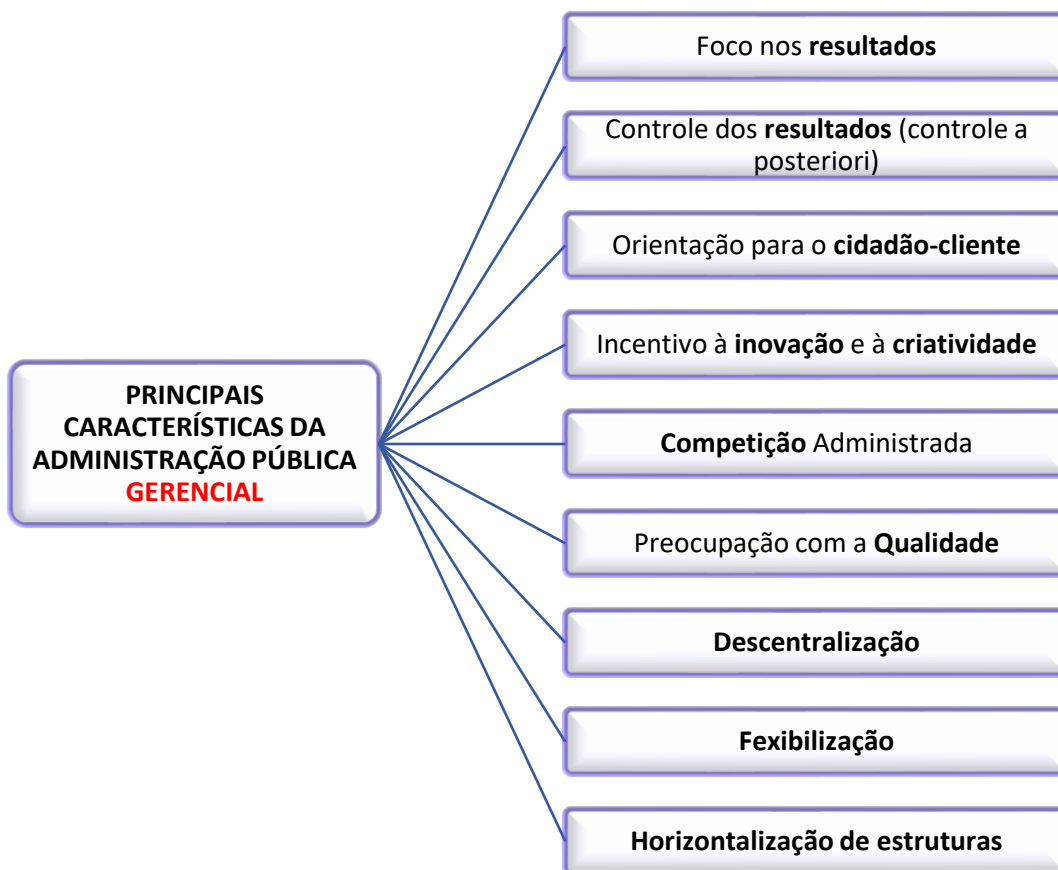 Foco nos resultados
Controle dos resultados (controle a
posteriori)
Orientação para o cidadão-cliente
Incentivo à inovação e à criatividade
PRINCIPAIS
CARACTERÍSTICAS DA
ADMINISTRAÇÃO PÚBLICA
GERENCIAL
Competição Administrada
Preocupação com a Qualidade
Descentralização
Fexibilização
Horizontalização de estruturas